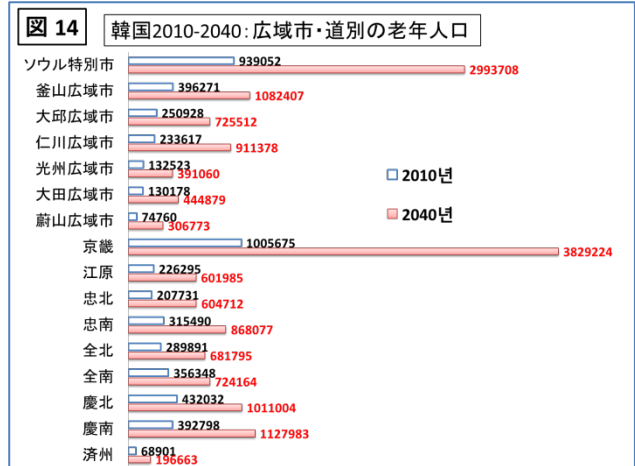 図 14
韓国2010-2040：広域市・道別の老年人口
ソウル特別市 939052 2993708
釜山広域市 396271 1082407
大邱広域市 250928 725512
仁川広域市 233617 911378
光州広域市 132523 391060
大田広域市 130178 444879
蔚山広域市 74760 306773
京畿 1005675 3829224
江原 226295 601985
忠北 207731 604712
忠南 315490 868077
全北 289891 681795
全南 356348 724164
慶北 432032 1011004
慶南 392798 1127983
済州 68901 196663
2010년
2040년